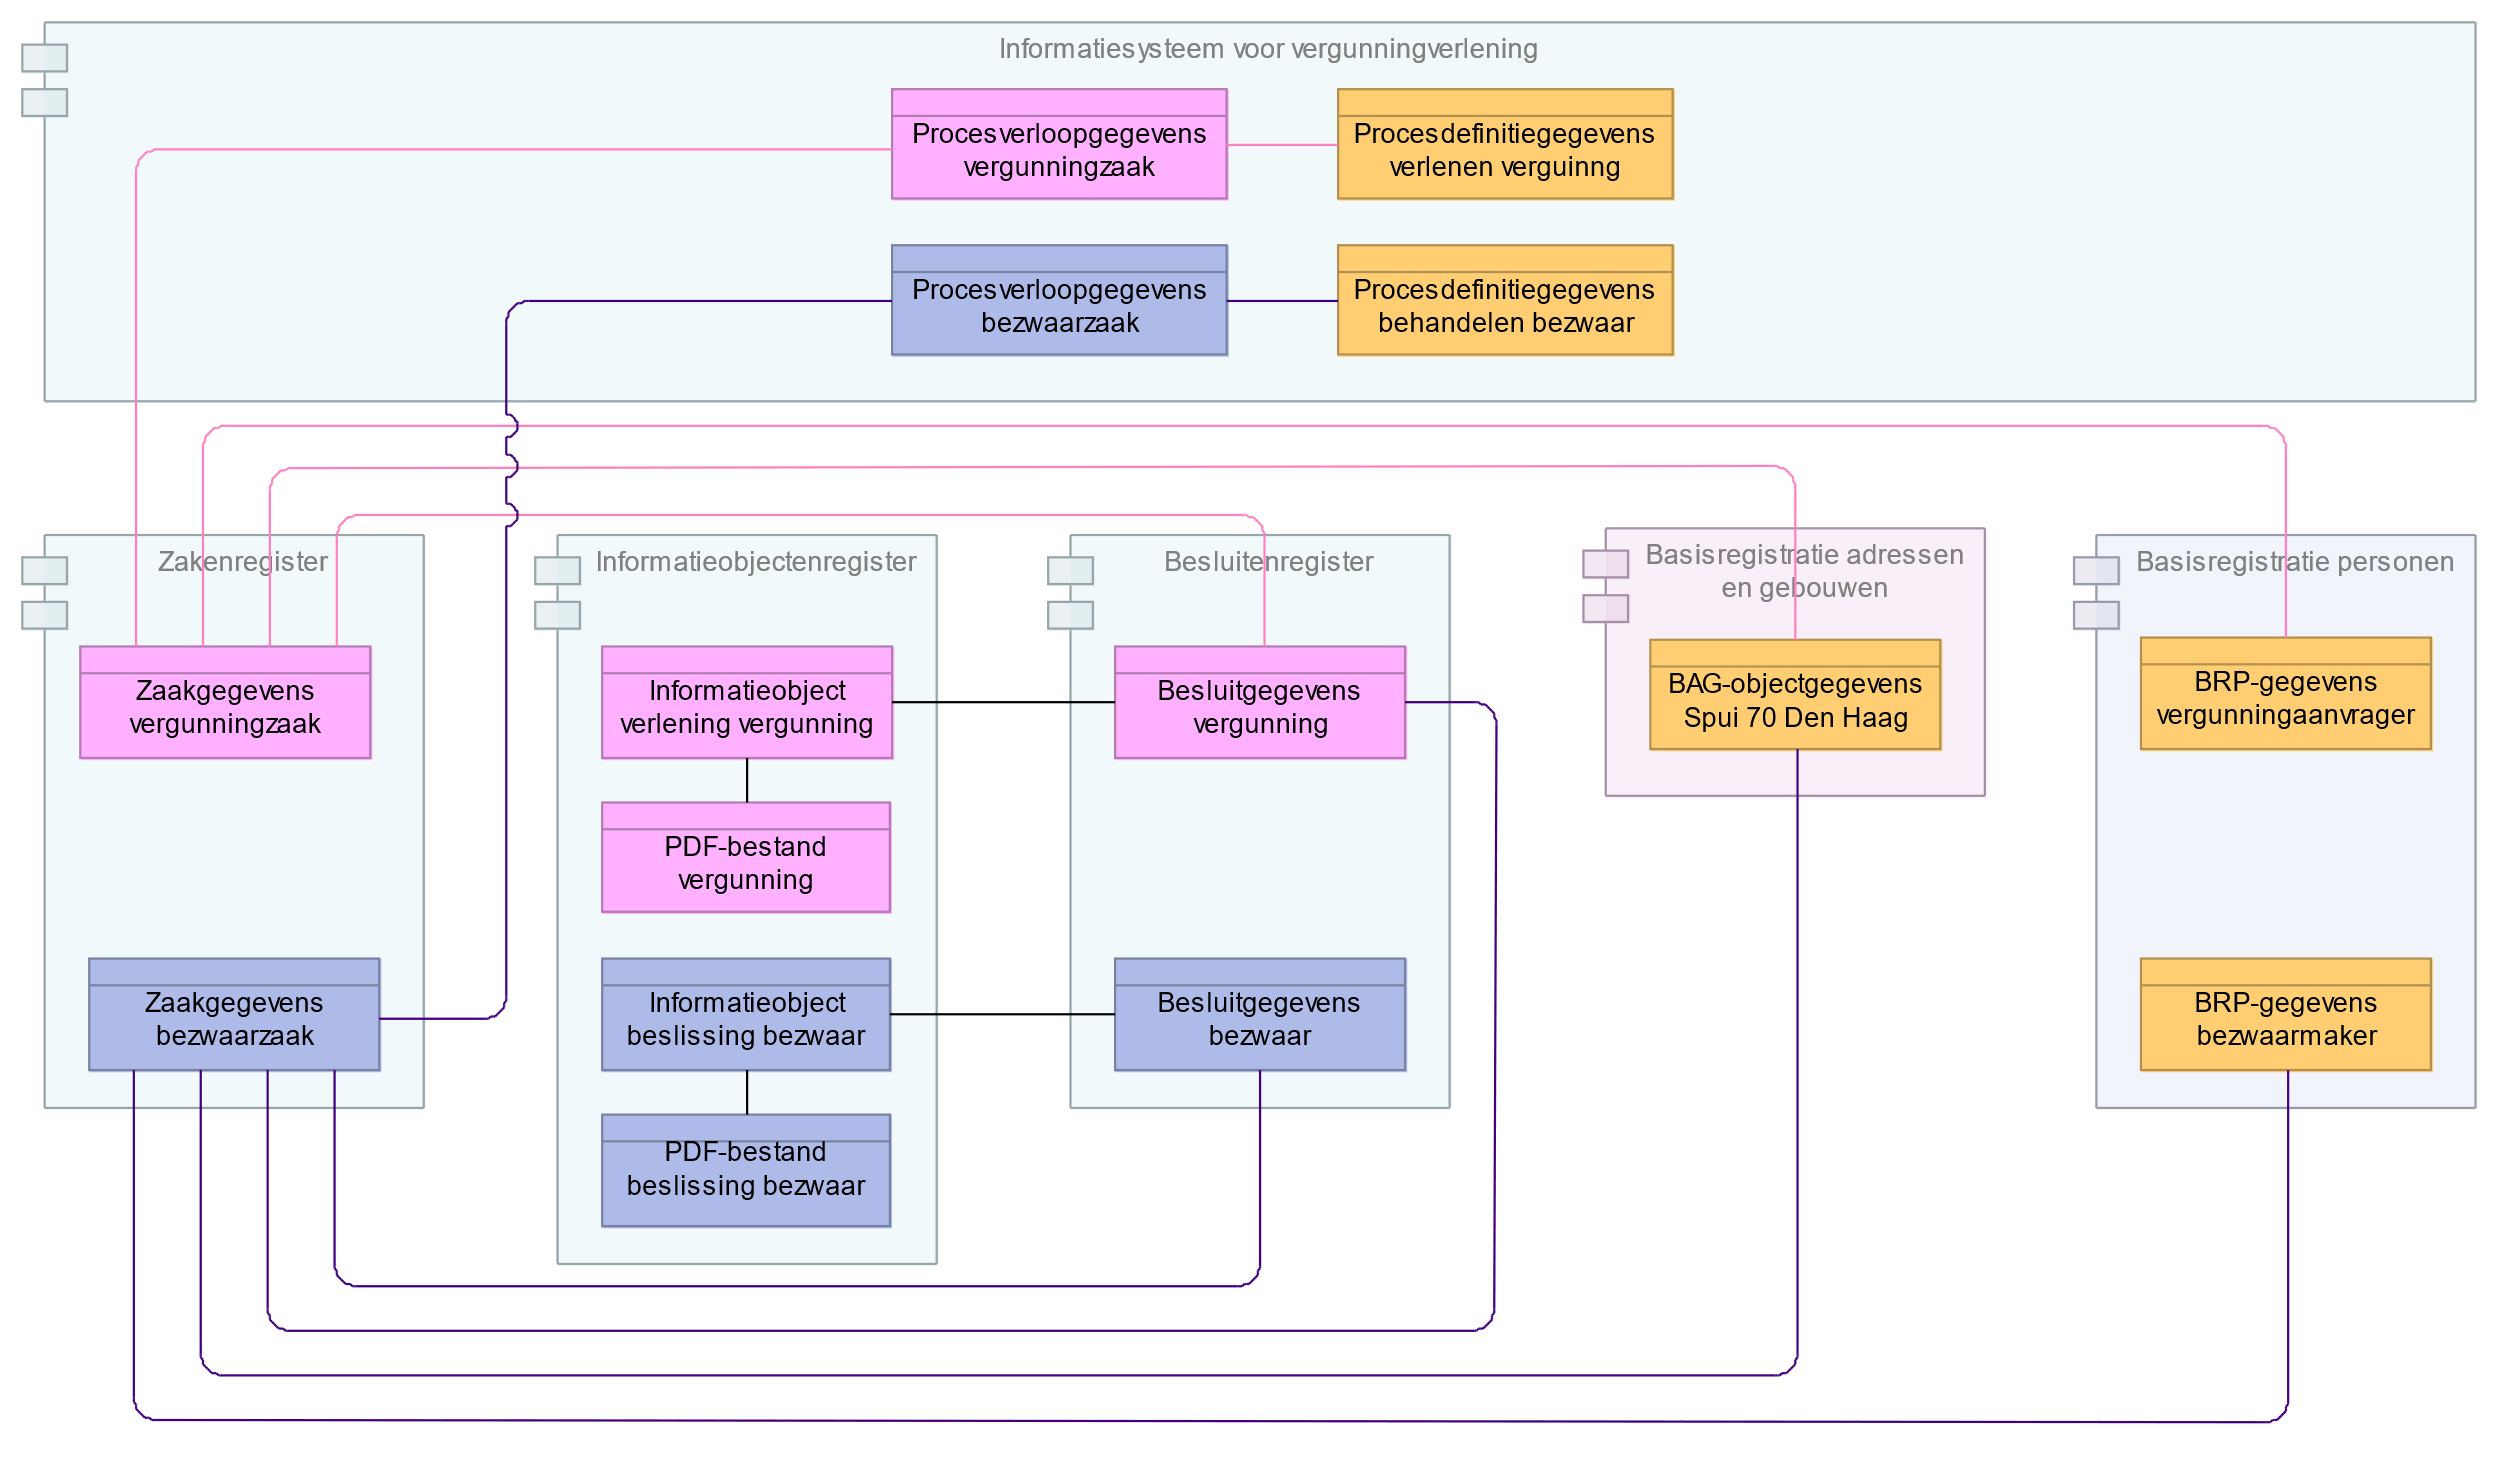 Informatiesysteem voor vergunningverlening
Procesverloopgegevens
vergunningzaak
Procesdefinitiegegevens
verlenen verguinng
Procesverloopgegevens
bezwaarzaak
Procesdefinitiegegevens
behandelen bezwaar
Zakenregister
Zaakgegevens
vergunningzaak
Zaakgegevens
bezwaarzaak
Informatieobjectenregister
Informatieobject
verlening vergunning
PDF-bestand
vergunning
Informatieobject
beslissing bezwaar
PDF-bestand
beslissing bezwaar
Besluitenregister
Besluitgegevens
vergunning
Besluitgegevens
bezwaar
Basisregistratie adressen
en gebouwen
BAG-objectgegevens
Spui 70 Den Haag
Basisregistratie personen
BRP-gegevens
vergunningaanvrager
BRP-gegevens
bezwaarmaker